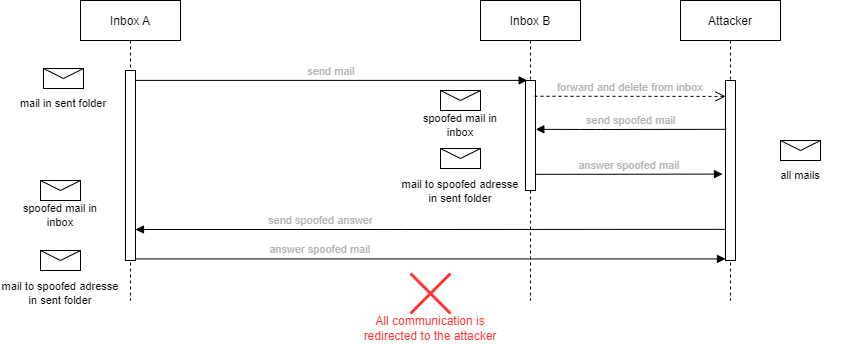 Inbox A
Inbox B
Attacker
send mail
mail in sent folder
forward and delete from inbox
spoofed mail in
inbox
send spoofed mail
answer spoofed mail
all mails
mail to spoofed adresse
in sent folder
spoofed mail in
inbox
send spoofed answer
answer spoofed mail
mail to spoofed adresse
in sent folder
All communication is
redirected to the attacker